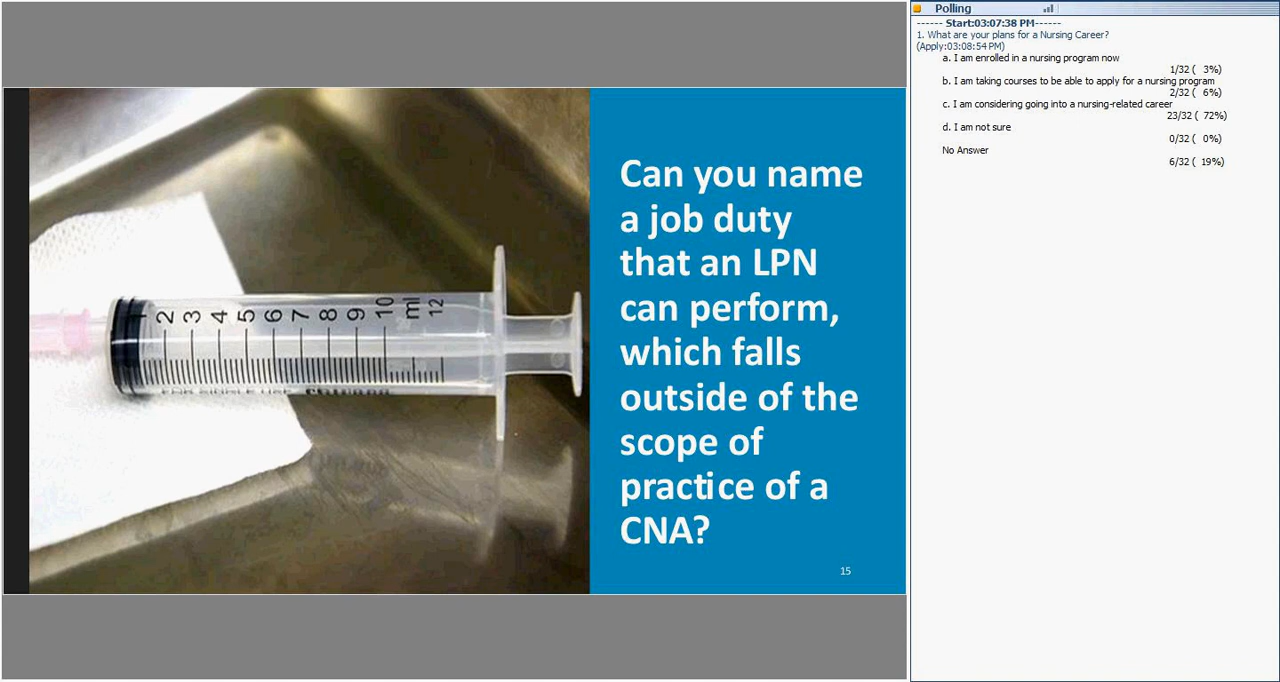 2 3 4 5 6 7 8 9 10 ml 12
FOR SINGLE USE
Can you name
a job duty
that an LPN
can perform,
which falls
outside of the
scope of
practice of a
CNA?
15
Polling
------ Start:03:07:38 PM------
1. What are your plans for a Nursing Career?
(Apply:03:08:54 PM)
a. I am enrolled in a nursing program now
1/32 ( 3%)
b. I am taking courses to be able to apply for a nursing program
2/32 ( 6%)
c. I am considering going into a nursing-related career
23/32 ( 72%)
d. I am not sure
0/32 ( 0%)
No Answer
6/32 ( 19%)